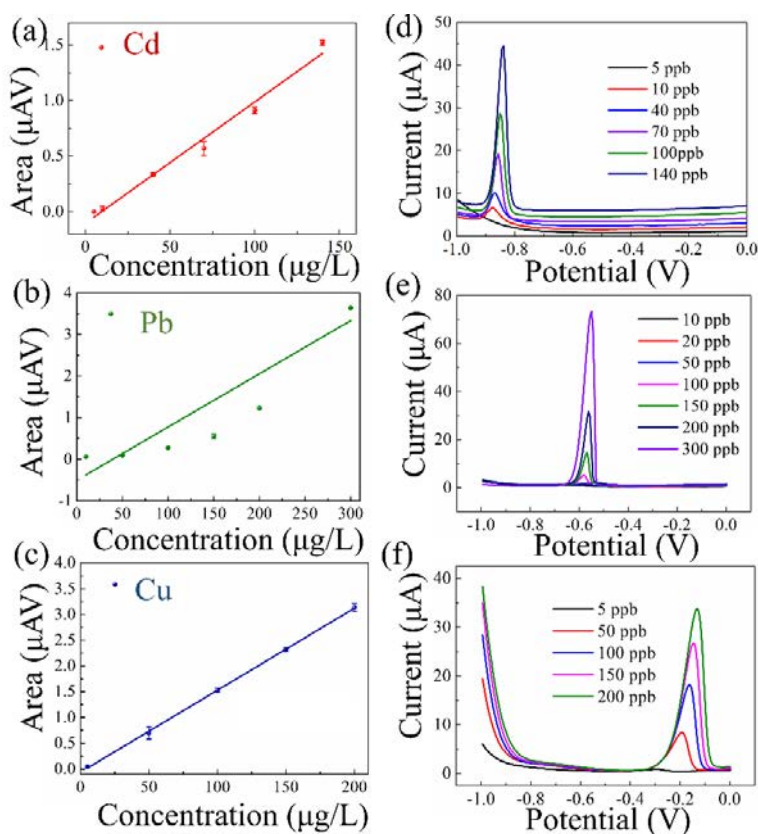 (a)
Cd
Area (μAV)
1.5
1.0
0.5
0.0
0
50
100
150
Concentration (μg/L)
(d)
Current (μA)
50
40
30
20
10
0
5 ppb
10 ppb
40 ppb
70 ppb
100ppb
140 ppb
-1.0
-0.8
-0.6
-0.4
-0.2
0.0
Potential (V)
(b)
Pb
Area (μAV)
4
3
2
1
0
-1
0
50
100
150
200
250
300
Concentration (μg/L)
(e)
Current (μA)
80
60
40
20
0
10 ppb
20 ppb
50 ppb
100 ppb
150 ppb
200 ppb
300 ppb
-1.0
-0.8
-0.6
-0.4
-0.2
0.0
Potential (V)
(c)
Cu
Area (μAV)
4.0
3.5
3.0
2.5
2.0
1.5
1.0
0.5
0.0
50
100
150
200
Concentration (μg/L)
(f)
Current (μA)
40
30
20
10
0
5 ppb
50 ppb
100 ppb
150 ppb
200 ppb
-1.0
-0.8
-0.6
-0.4
-0.2
0.0
Potential (V)